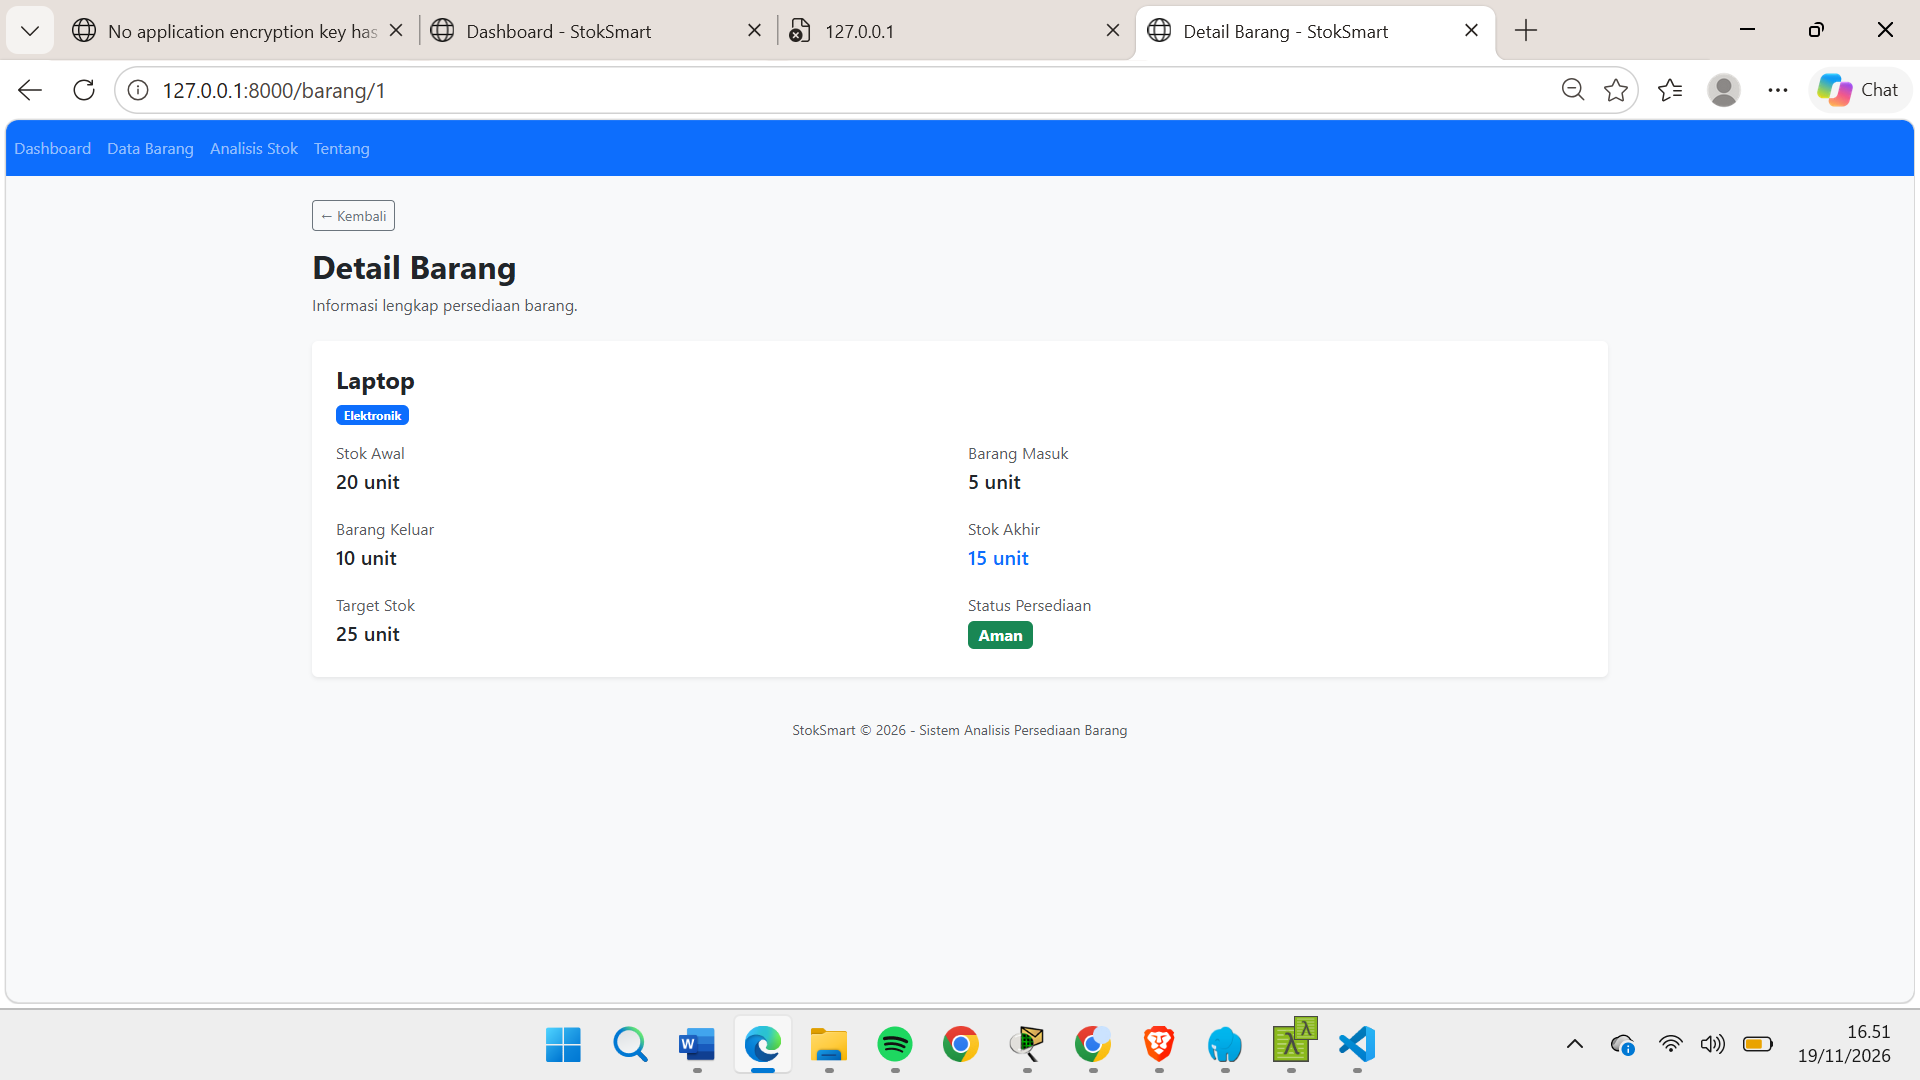 No application encryption key has
Dashboard - StokSmart
127.0.0.1
Detail Barang - StokSmart
127.0.0.1:8000/barang/1
Chat
Dashboard Data Barang Analisis Stok Tentang
← Kembali
Detail Barang
Informasi lengkap persediaan barang.
Laptop
Elektronik
Stok Awal
20 unit
Barang Masuk
5 unit
Barang Keluar
10 unit
Stok Akhir
15 unit
Target Stok
25 unit
Status Persediaan
Aman
StokSmart © 2026 - Sistem Analisis Persediaan Barang
16.51
19/11/2026